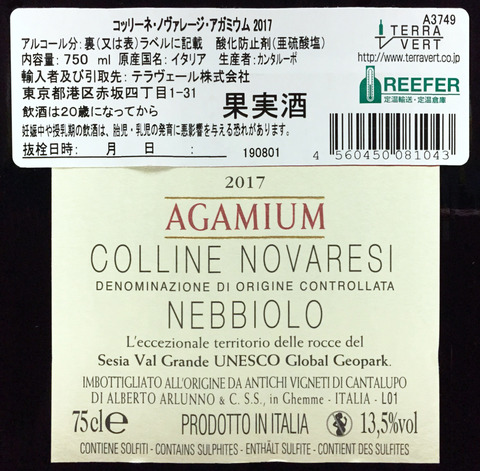 コッリーネ・ノヴァレージ・アガミウム 2017
アルコール分:裏(又は表)ラベルに記載 酸化防止剤(亜硫酸塩)
内容量:750 ml 原産国名:イタリア 生産者:カンタルーポ
輸入者及び引取先:テラヴェール株式会社
東京都港区赤坂四丁目1-31
飲酒は20歳になってから
果実酒
妊娠中や授乳期の飲酒は、胎児・乳児の発育に悪影響を与える恐れがあります。
抜栓日時: 月 日 : 190801
A3749
TERRA VERT
http://www.terravert.co.jp
REEFER
定温輸送・定温倉庫
4 560450 081043
2017
AGAMIUM
COLLINE NOVARESI
DENOMINAZIONE DI ORIGINE CONTROLLATA
NEBBIOLO
L'eccezionale territorio delle rocce del
Sesia Val Grande UNESCO Global Geopark.
IMBOTTIGLIATO ALL'ORIGINE DA ANTICHI VIGNETI DI CANTALUPO
DI ALBERTO ARLUNNO & C. S.S., in Ghemme - ITALIA - L01
75cl e PRODOTTO IN ITALIA 13,5%vol
CONTIENE SOLFITI - CONTAINS SULPHITES - ENTHÄLT SULFITE - CONTIENT DES SULFITES